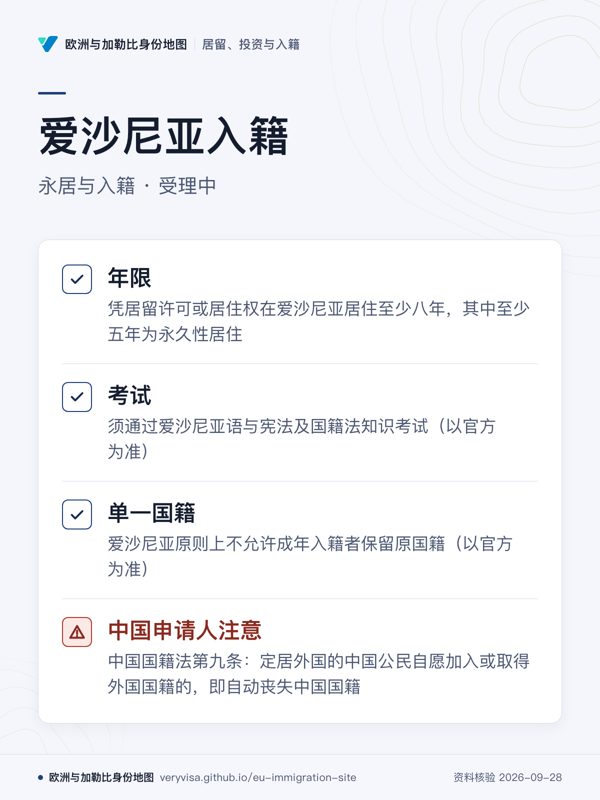 欧洲与加勒比身份地图 居留、投资与入籍
爱沙尼亚入籍
永居与入籍 · 受理中
年限
凭居留许可或居住权在爱沙尼亚居住至少八年，其中至少
五年为永久性居住
考试
须通过爱沙尼亚语与宪法及国籍法知识考试（以官方
为准）
单一国籍
爱沙尼亚原则上不允许成年入籍者保留原国籍（以官方
为准）
中国申请人注意
中国国籍法第九条：定居外国的中国公民自愿加入或取得
外国国籍的，即自动丧失中国国籍
欧洲与加勒比身份地图 veryvisa.github.io/eu-immigration-site 资料核验 2026-09-28